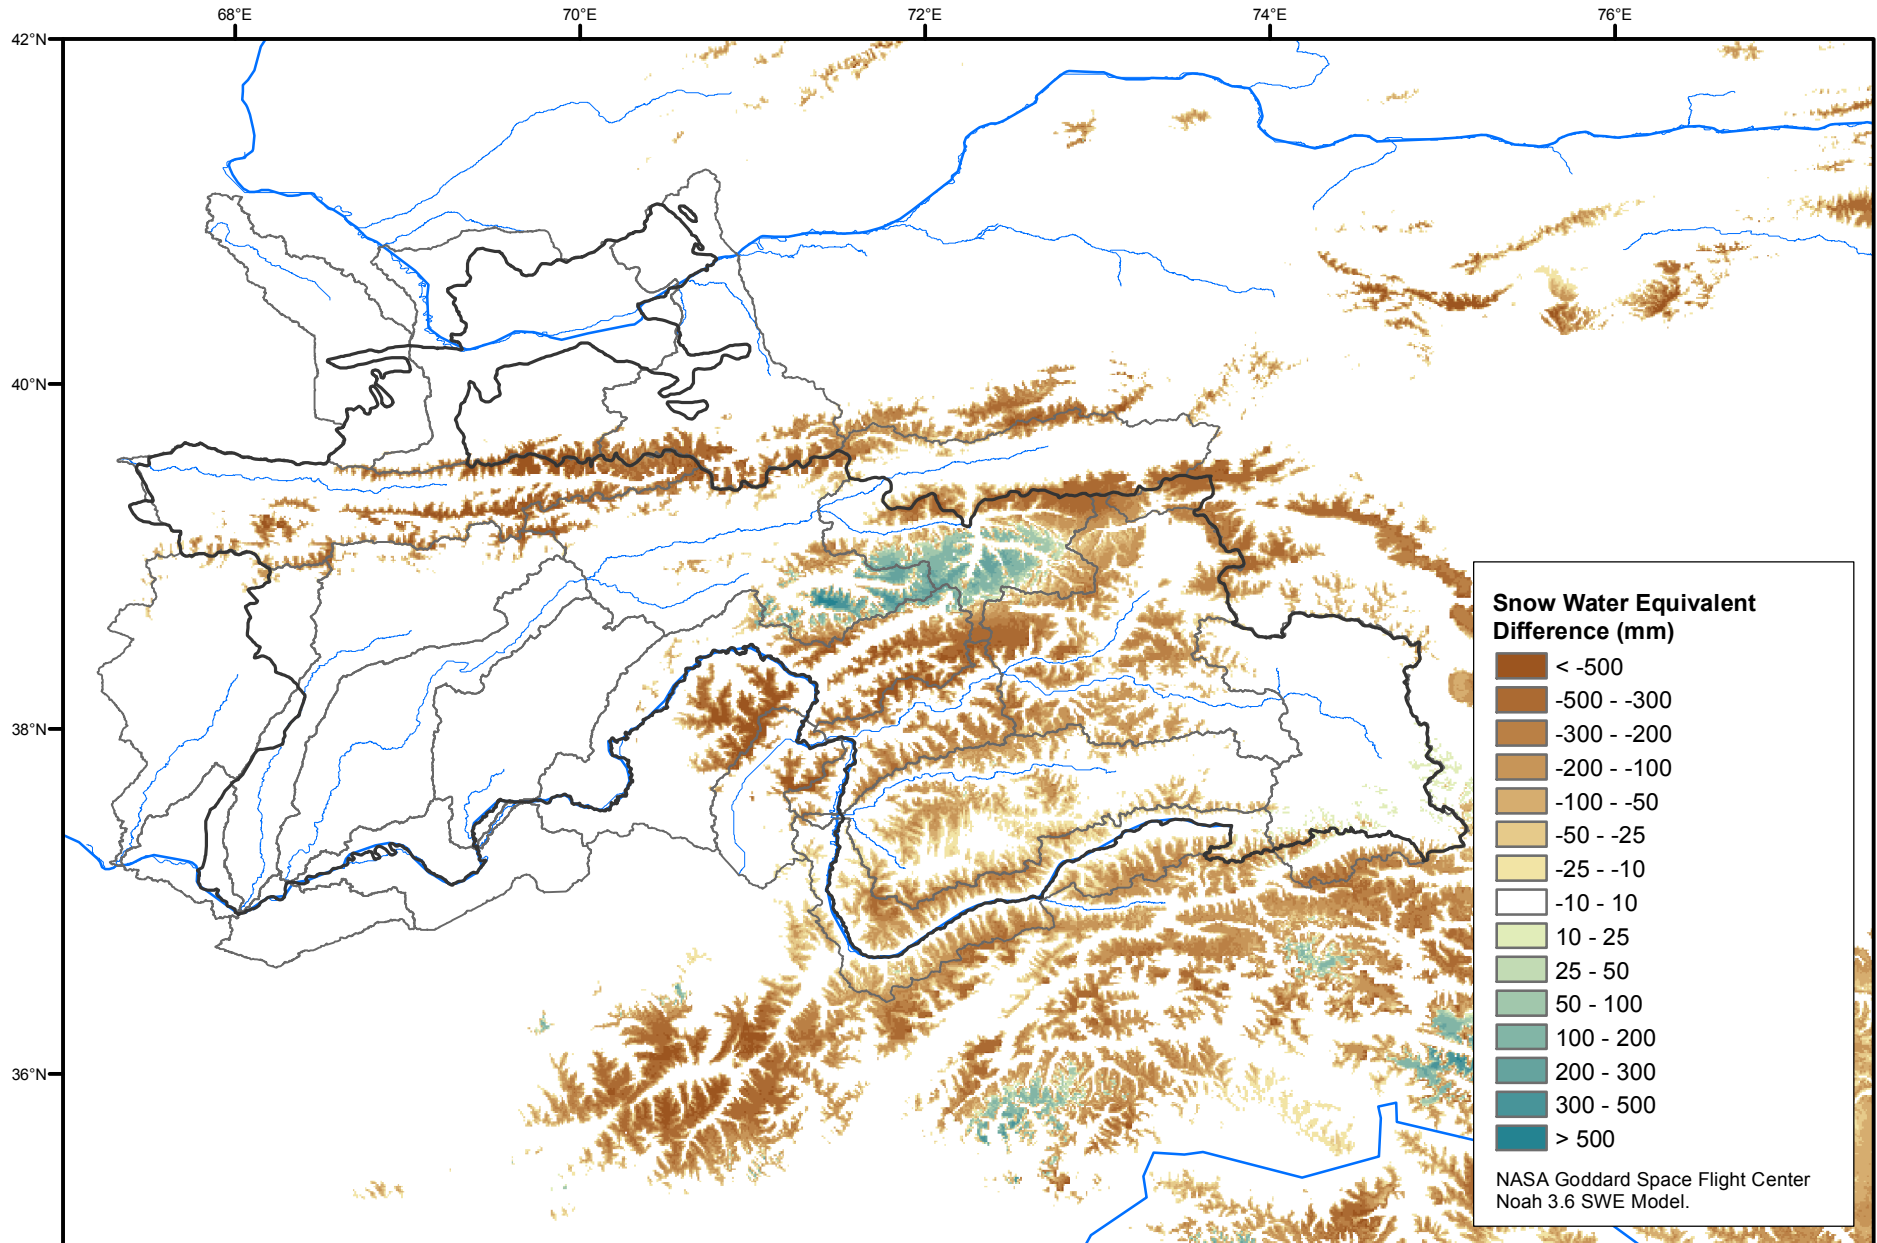 68°E 70°E 72°E 74°E 76°E
42°N
40°N
38°N
36°N
Snow Water Equivalent
Difference (mm)
< -500
-500 - -300
-300 - -200
-200 - -100
-100 - -50
-50 - -25
-25 - -10
-10 - 10
10 - 25
25 - 50
50 - 100
100 - 200
200 - 300
300 - 500
> 500
NASA Goddard Space Flight Center
Noah 3.6 SWE Model.